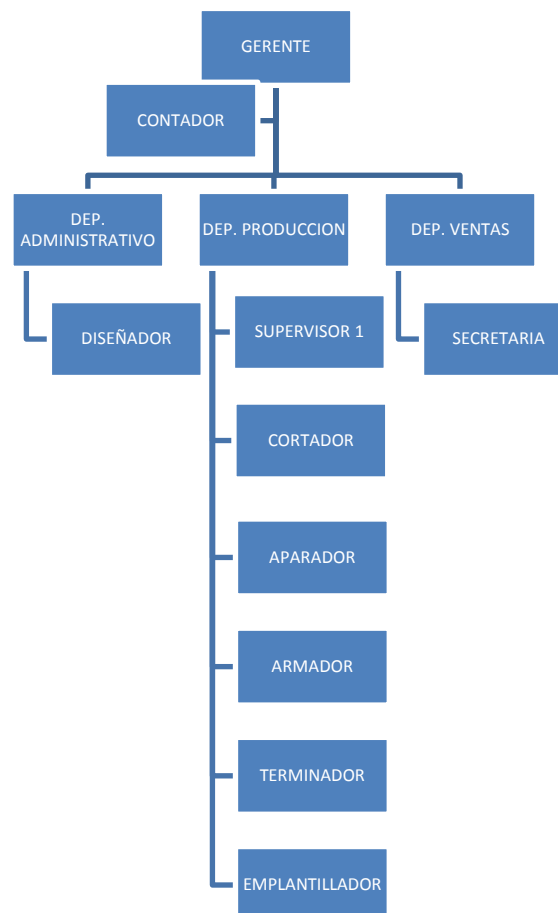 GERENTE
CONTADOR
DEP.
ADMINISTRATIVO
DEP. PRODUCCION
DEP. VENTAS
DISEÑADOR
SUPERVISOR 1
SECRETARIA
CORTADOR
APARADOR
ARMADOR
TERMINADOR
EMPLANTILLADOR